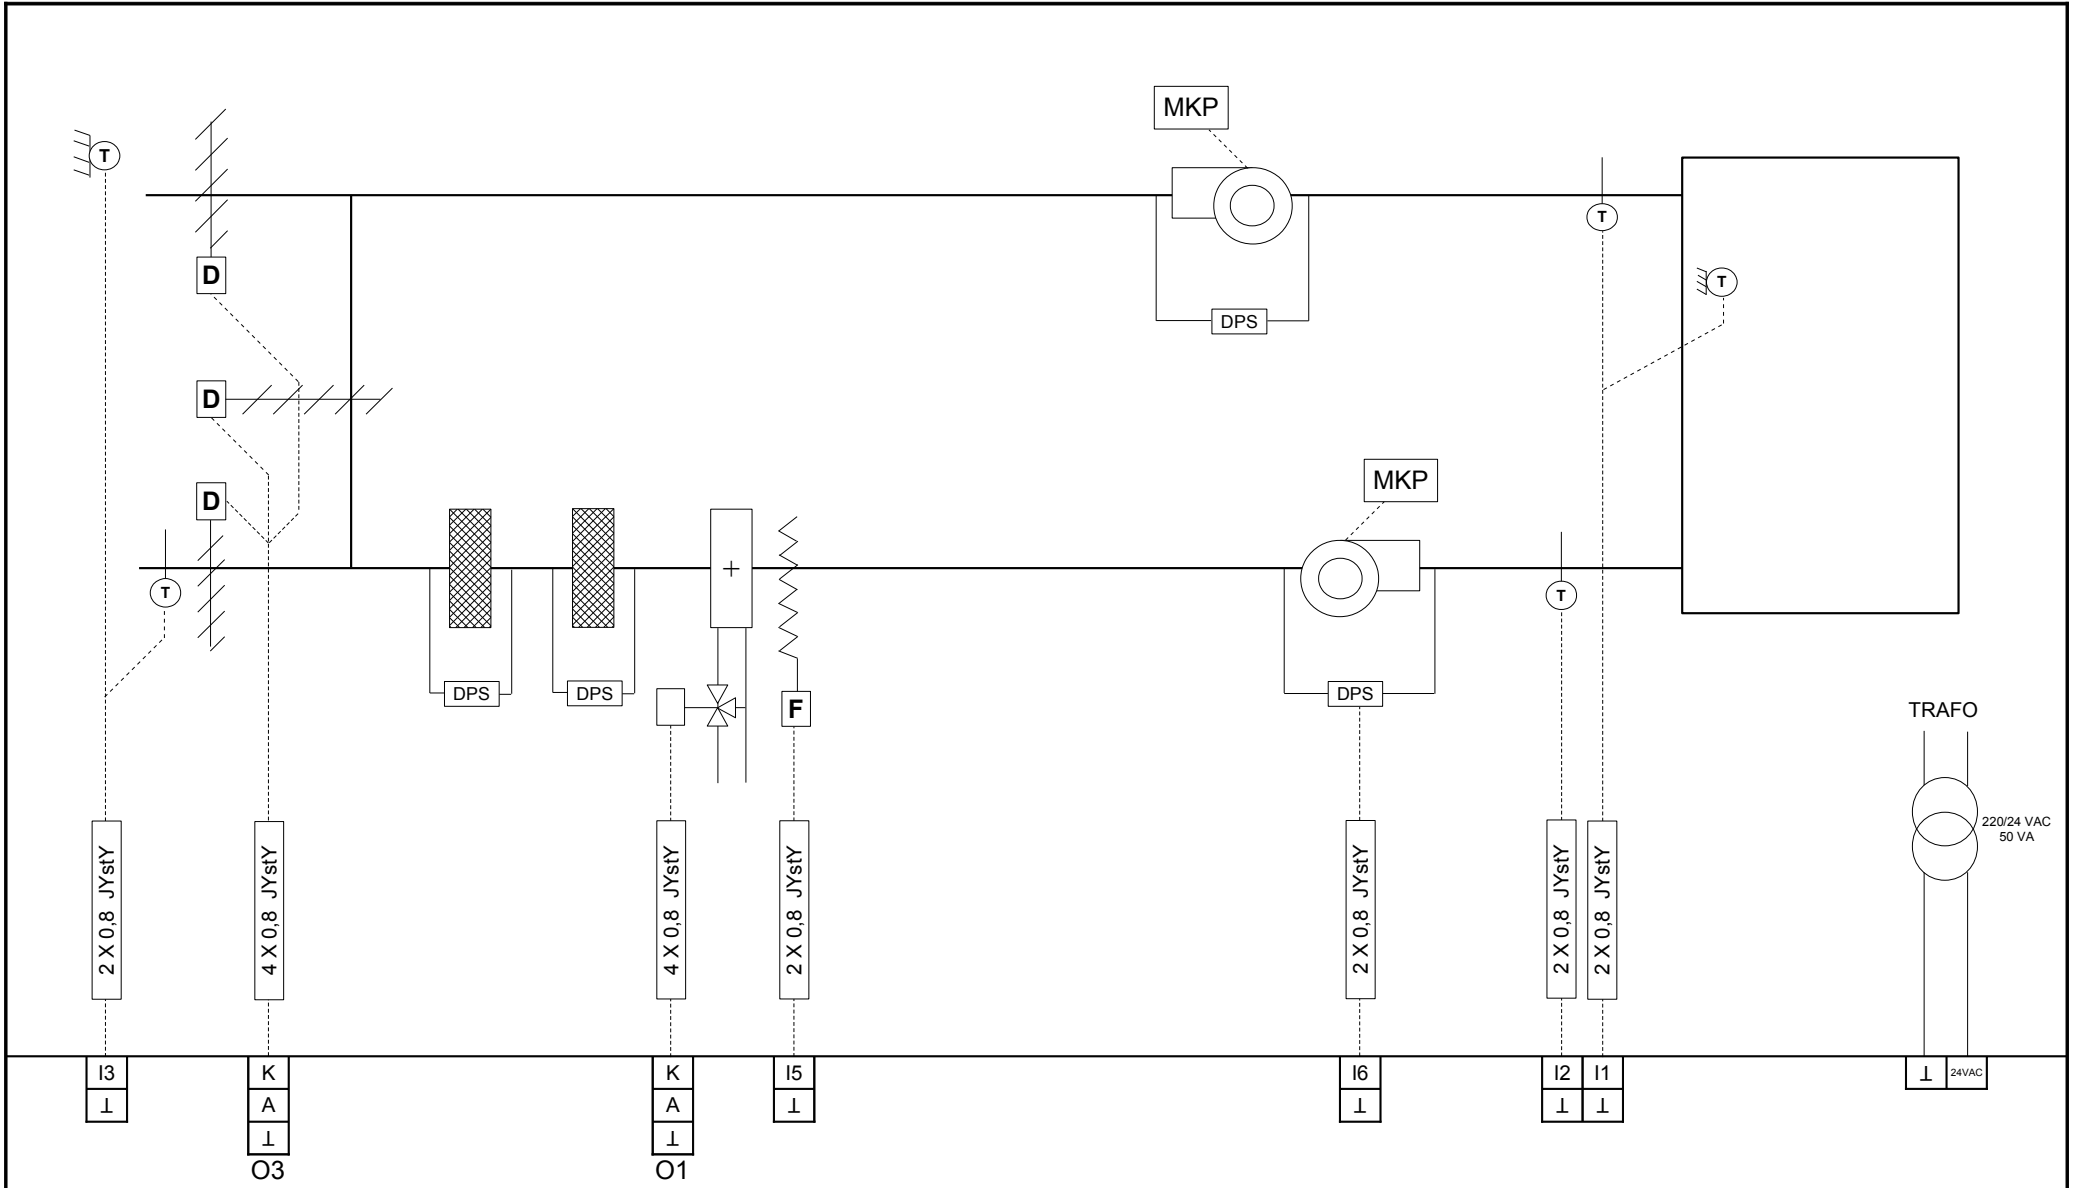 MKP
T
T
D
T
DPS
D
MKP
D
T
T
DPS
DPS
DPS
F
TRAFO
220/24 VAC
50 VA
2 X 0,8 JYstY
4 X 0,8 JYstY
4 X 0,8 JYstY
2 X 0,8 JYstY
2 X 0,8 JYstY
2 X 0,8 JYstY
2 X 0,8 JYstY
I3
K
K
I5
I6
I2
I1
⊥
24VAC
⊥
A
A
⊥
⊥
⊥
⊥
⊥
⊥
O3
O1